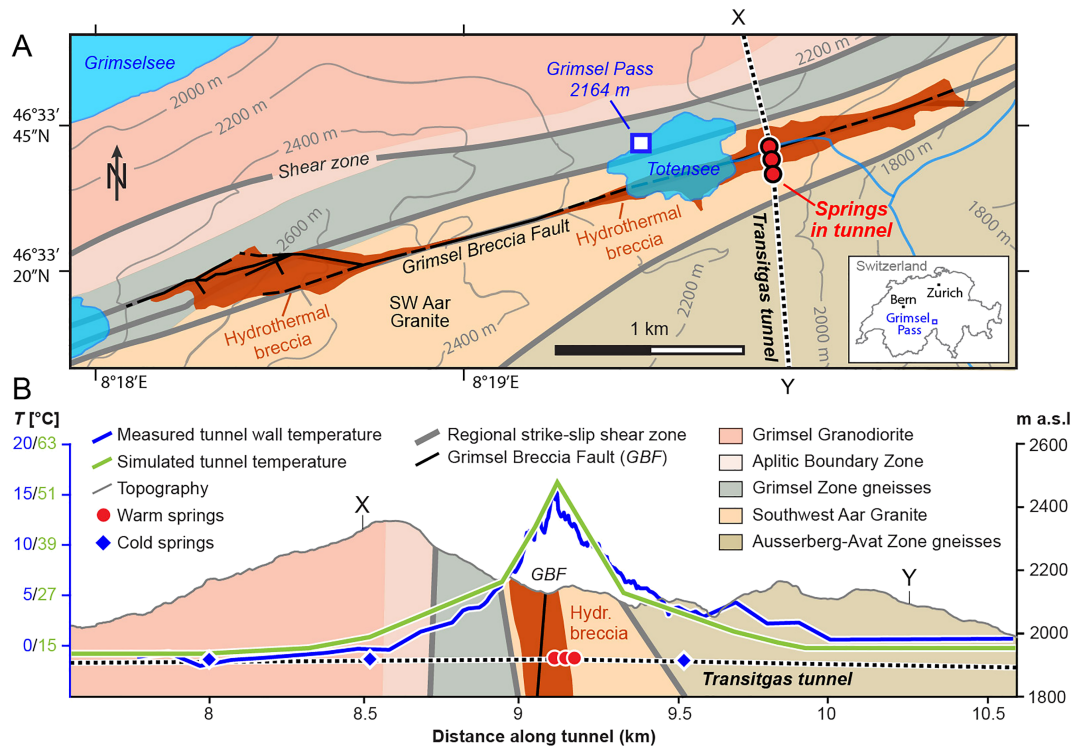 A
X
Grimselsee
2000 m
2200 m
2400 m
2200 m
Grimsel Pass
2164 m
46°33′
45″N
N
Shear zone
Totensee
1800 m
Springs
in tunnel
1800 m
Hydrothermal
breccia
Grimsel Breccia Fault
2600 m
46°33′
20″N
Hydrothermal
breccia
SW Aar
Granite
2400 m
2200 m
2000 m
Transitgas tunnel
1 km
Switzerland
Bern
Zürich
Grimsel
Pass
8°18′E
8°19′E
Y
B
T [°C]
m a.s.l
20/63
15/51
10/39
5/27
0/15
Measured tunnel wall temperature
Simulated tunnel temperature
Topography
Warm springs
Cold springs
Regional strike-slip shear zone
Grimsel Breccia Fault (GBF)
Grimsel Granodiorite
Aplitic Boundary Zone
Grimsel Zone gneisses
Southwest Aar Granite
Ausserberg-Avat Zone gneisses
2600
2400
2200
2000
1800
X
GBF
Y
Hydr.
breccia
Transitgas tunnel
8
8.5
9
9.5
10
10.5
Distance along tunnel (km)